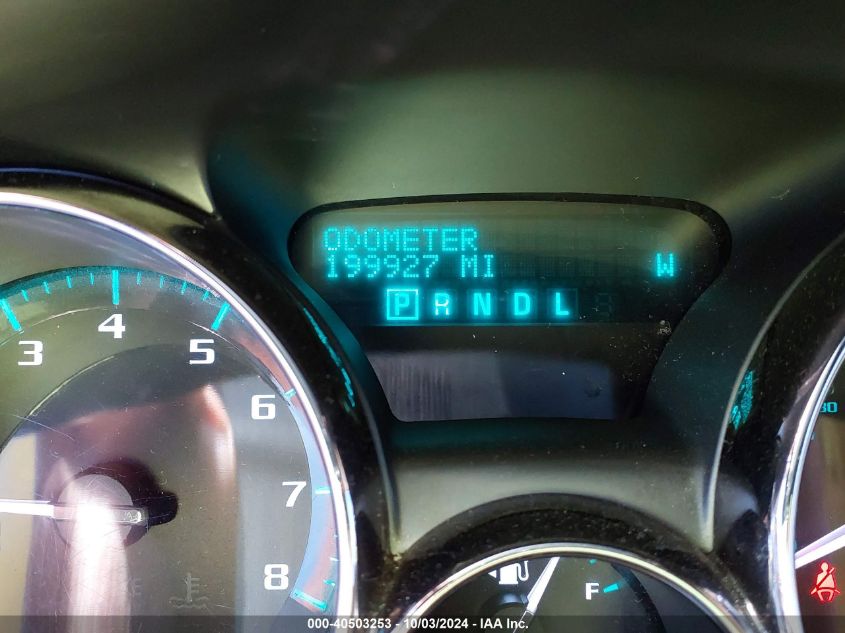 ODOMETER
199927 MI W
P R N D L
3 4 5 6 7 8
F
000-40503253 - 10/03/2024 - IAA Inc.